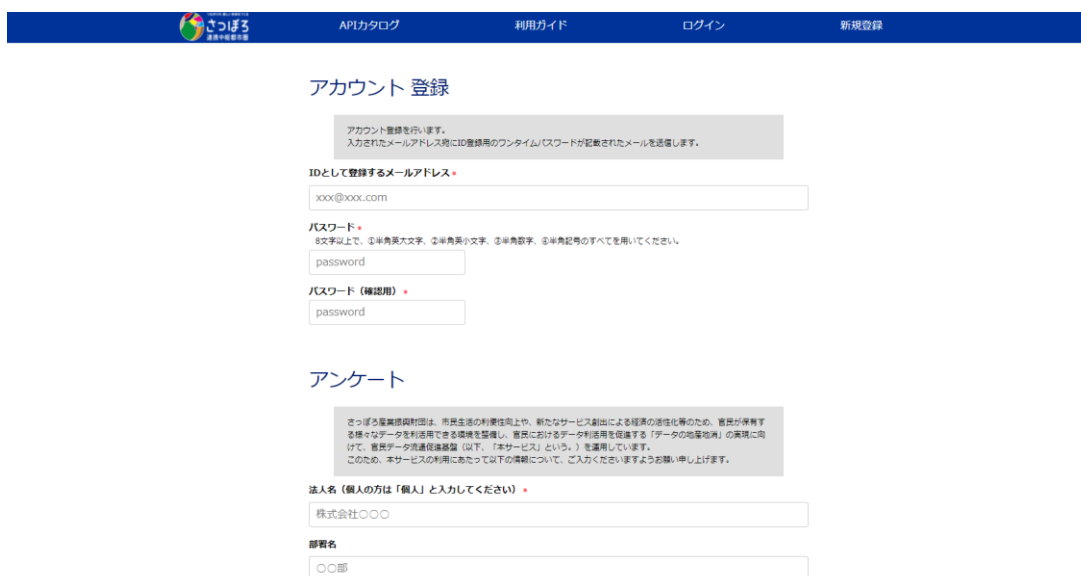 さっぽろ
連携中枢都市圏
APIカタログ
利用ガイド
ログイン
新規登録
アカウント 登録
アカウント登録を行います。
入力されたメールアドレス宛にID登録用のワンタイムパスワードが記載されたメールを送信します。
IDとして登録するメールアドレス *
xxx@xxx.com
パスワード *
8文字以上で、①半角英大文字、②半角英小文字、③半角数字、④半角記号のすべてを用いてください。
password
パスワード（確認用） *
password
アンケート
さっぽろ産業振興財団は、市民生活の利便性向上や、新たなサービス創出による経済の活性化等のため、官民が保有す
る様々なデータを利活用できる環境を整備し、官民におけるデータ利活用を促進する「データの地産地消」の実現に向
けて、官民データ流通促進基盤（以下、「本サービス」という。）を運用しています。
このため、本サービスの利用にあたって以下の情報について、ご入力くださいますようお願い申し上げます。
法人名（個人の方は「個人」と入力してください） *
株式会社○○○
部署名
○○部